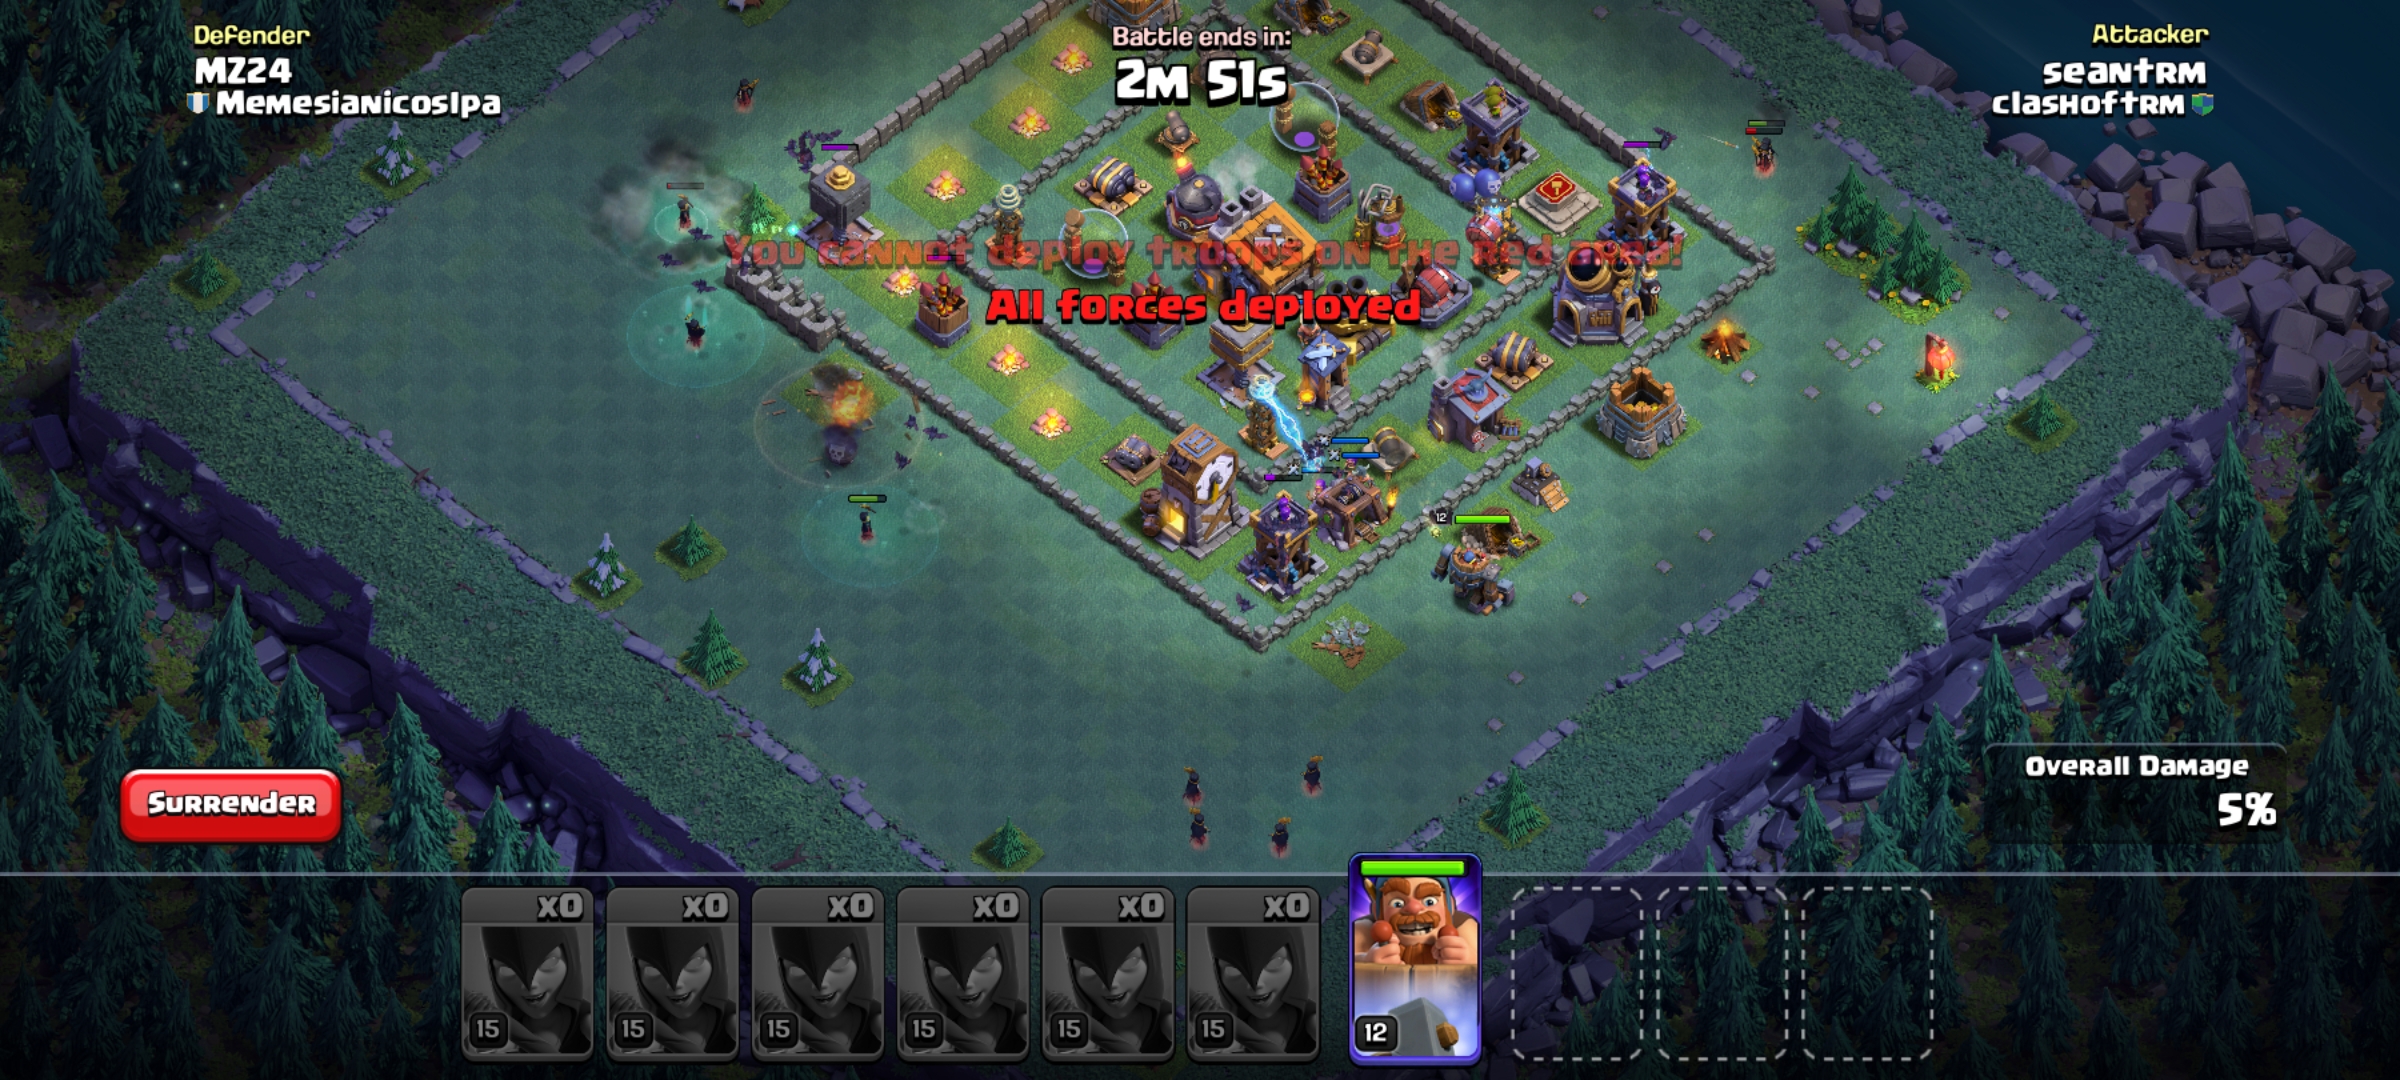 Defender
MZ24
Memesianicoslpa
Battle ends in:
2M 51s
Attacker
seantRM
clashoftRM
You cannot deploy troops on the red area!
All forces deployed
12
Surrender
Overall Damage
5%
x0
x0
x0
x0
x0
x0
15
15
15
15
15
15
12